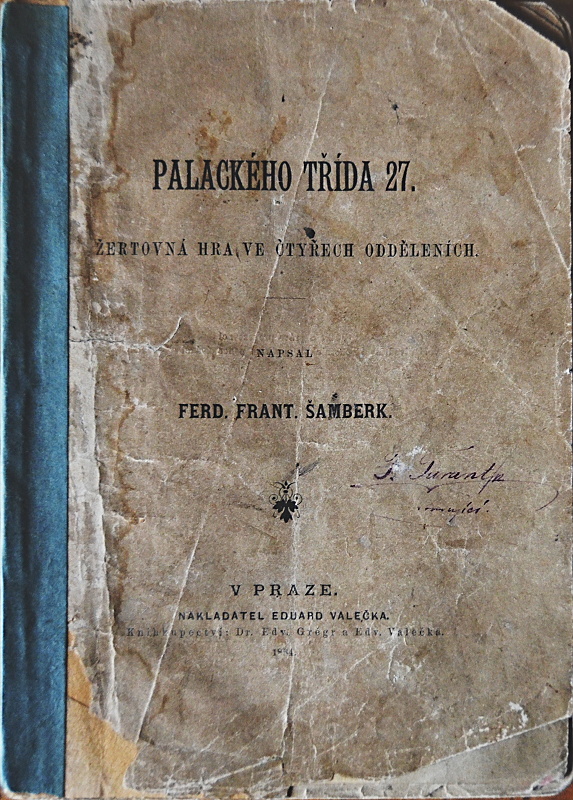 PALACKÉHO TŘÍDA 27.
ŽERTOVNÁ HRA VE ČTYŘECH ODDĚLENÍCH.
NAPSAL
FERD. FRANT. ŠAMBERK.
V PRAZE.
NAKLADATEL EDUARD VALEČKA.
Knihkupectví: Dr. Edv. Grégr a Edv. Valečka.
1884.